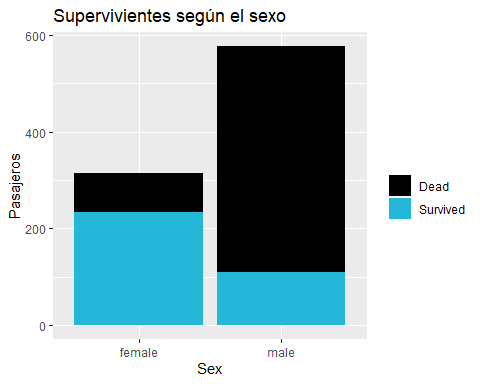 Supervivientes según el sexo
Pasajeros
600
400
200
0
female
male
Sex
Dead
Survived